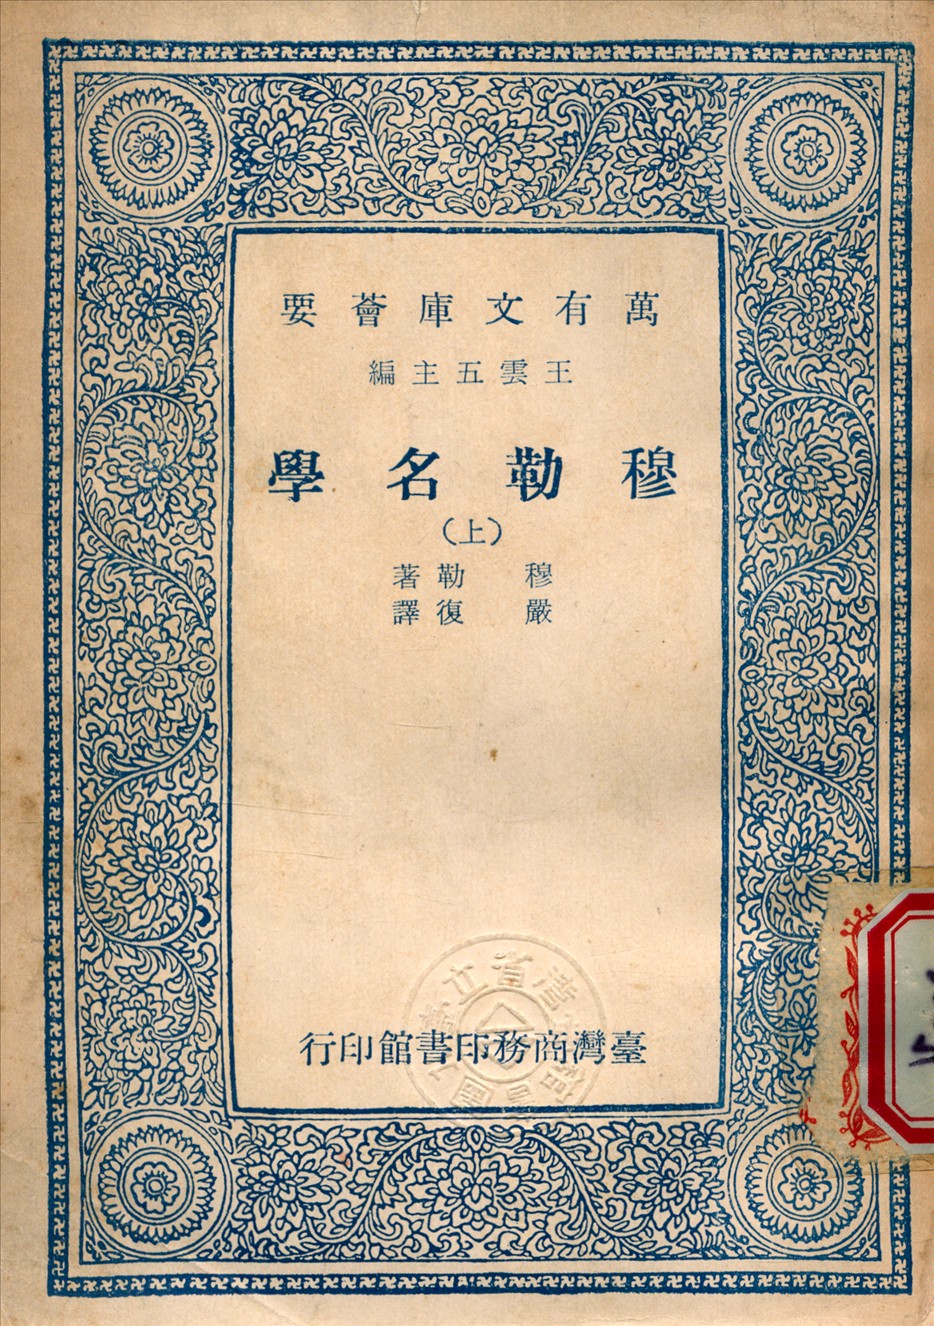 萬有文庫薈要
王雲五主編
穆勒名學
（上）
穆勒著
嚴復譯
臺灣商務印書館印行